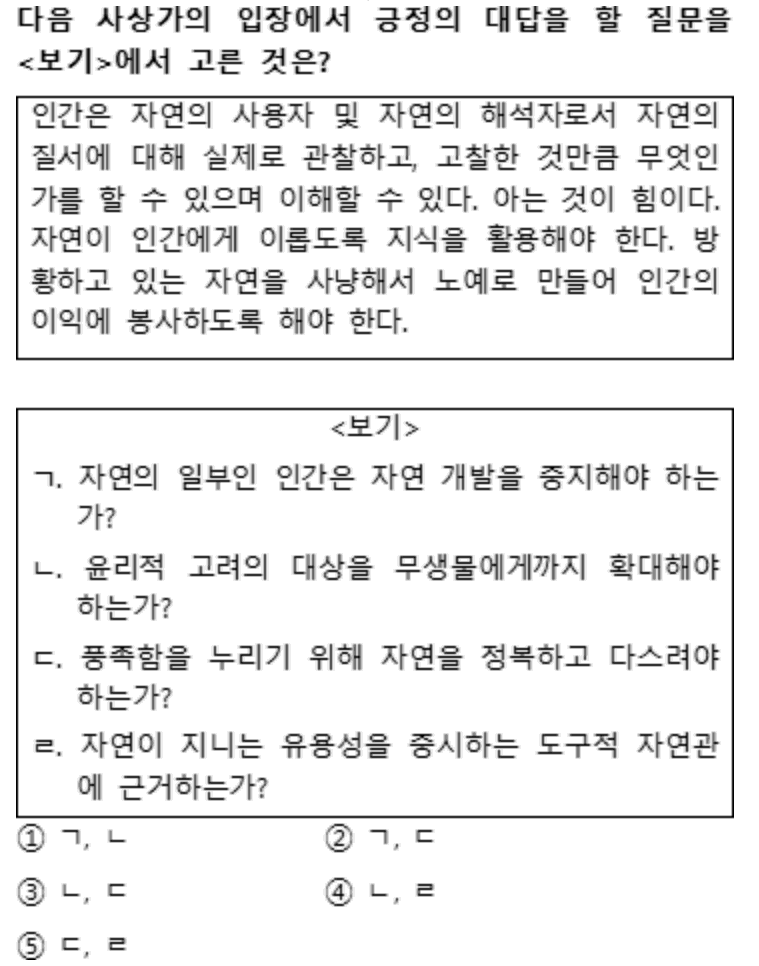 다음 사상가의 입장에서 긍정의 대답을 할 질문을
<보기>에서 고른 것은?
인간은 자연의 사용자 및 자연의 해석자로서 자연의
질서에 대해 실제로 관찰하고, 고찰한 것만큼 무엇인
가를 할 수 있으며 이해할 수 있다. 아는 것이 힘이다.
자연이 인간에게 이롭도록 지식을 활용해야 한다. 방
황하고 있는 자연을 사냥해서 노예로 만들어 인간의
이익에 봉사하도록 해야 한다.
<보기>
ㄱ. 자연의 일부인 인간은 자연 개발을 중지해야 하는
가?
ㄴ. 윤리적 고려의 대상을 무생물에게까지 확대해야
하는가?
ㄷ. 풍족함을 누리기 위해 자연을 정복하고 다스려야
하는가?
ㄹ. 자연이 지니는 유용성을 중시하는 도구적 자연관
에 근거하는가?
① ㄱ, ㄴ ② ㄱ, ㄷ
③ ㄴ, ㄷ ④ ㄴ, ㄹ
⑤ ㄷ, ㄹ